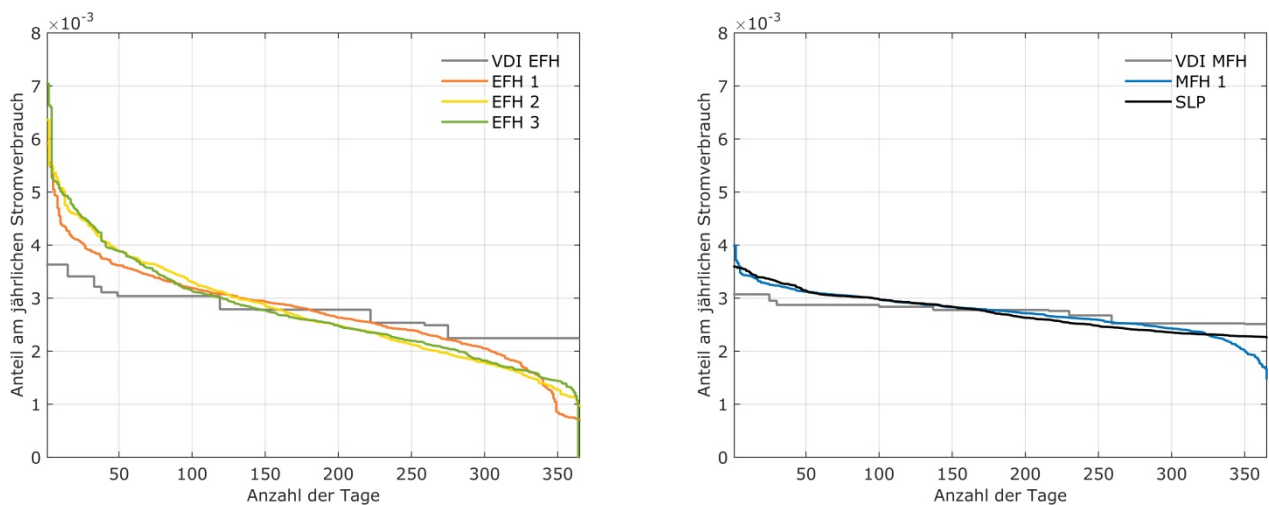 ×10⁻³
8
7
6
5
4
3
2
1
0
Anteil am jährlichen Stromverbrauch
VDI EFH
EFH 1
EFH 2
EFH 3
50 100 150 200 250 300 350
Anzahl der Tage
×10⁻³
8
7
6
5
4
3
2
1
0
Anteil am jährlichen Stromverbrauch
VDI MFH
MFH 1
SLP
50 100 150 200 250 300 350
Anzahl der Tage